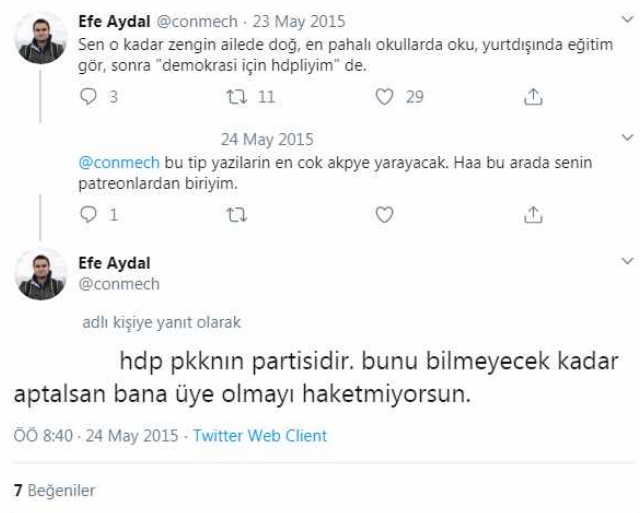 Efe Aydal @conmech · 23 May 2015
Sen o kadar zengin ailede doğ, en pahalı okullarda oku, yurtdışında eğitim
gör, sonra "demokrasi için hdpliyim" de.
3 11 29
24 May 2015
@conmech bu tip yazilarin en cok akpye yarayacak. Haa bu arada senin
patreonlardan biriyim.
1
Efe Aydal
@conmech
adlı kişiye yanıt olarak
hdp pkknın partisidir. bunu bilmeyecek kadar
aptalsan bana üye olmayı haketmiyorsun.
ÖÖ 8:40 · 24 May 2015 · Twitter Web Client
7 Beğeniler